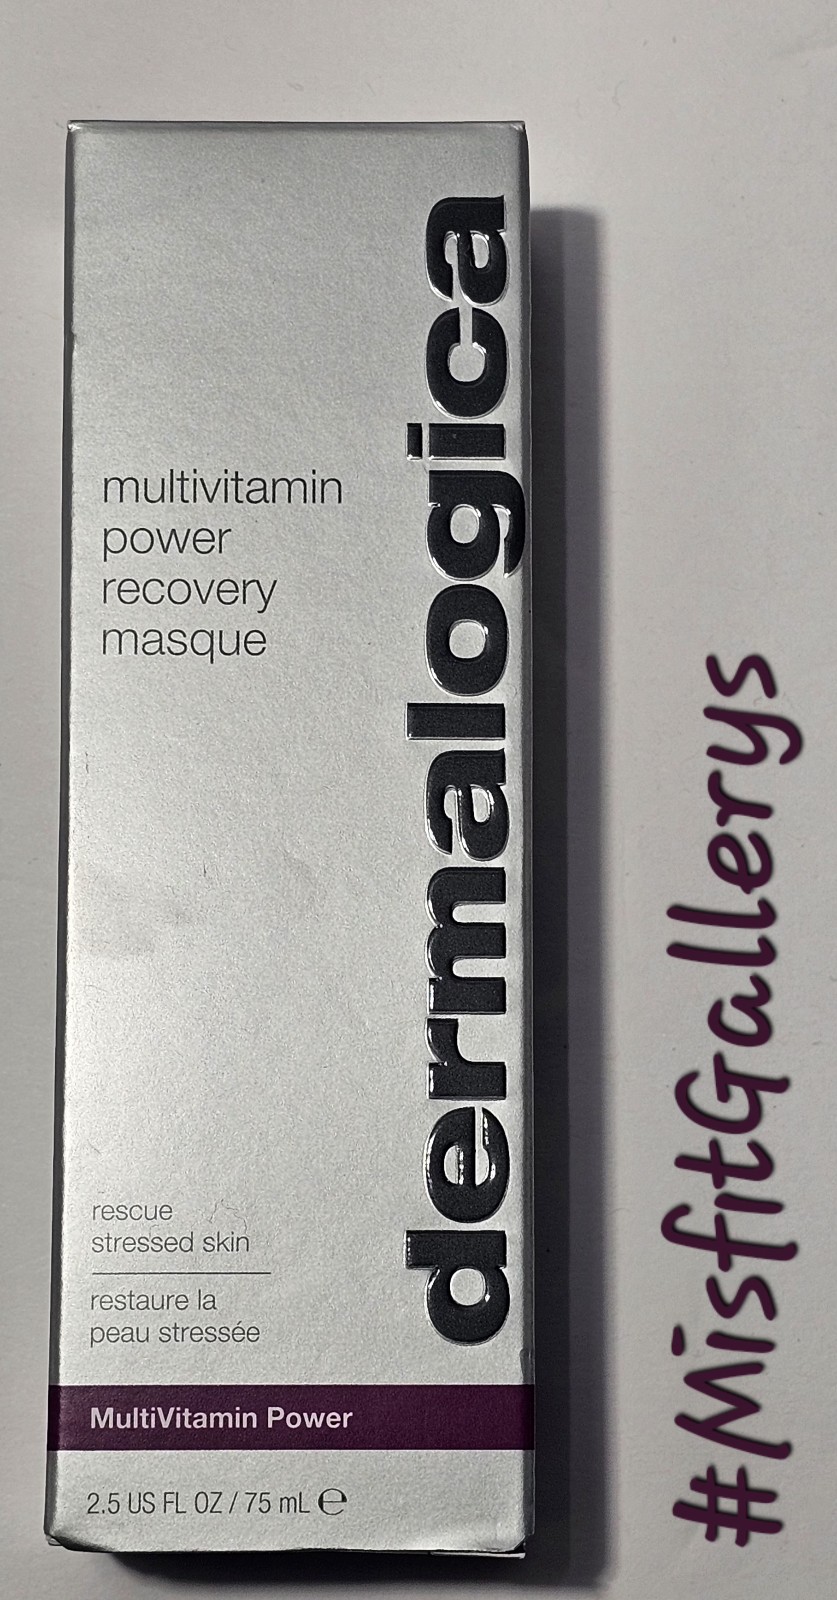 multivitamin
power
recovery
masque
dermalogica
rescue
stressed skin
restaure la
peau stressée
MultiVitamin Power
2.5 US FL OZ / 75 mL ℮
#MisfitGallerys